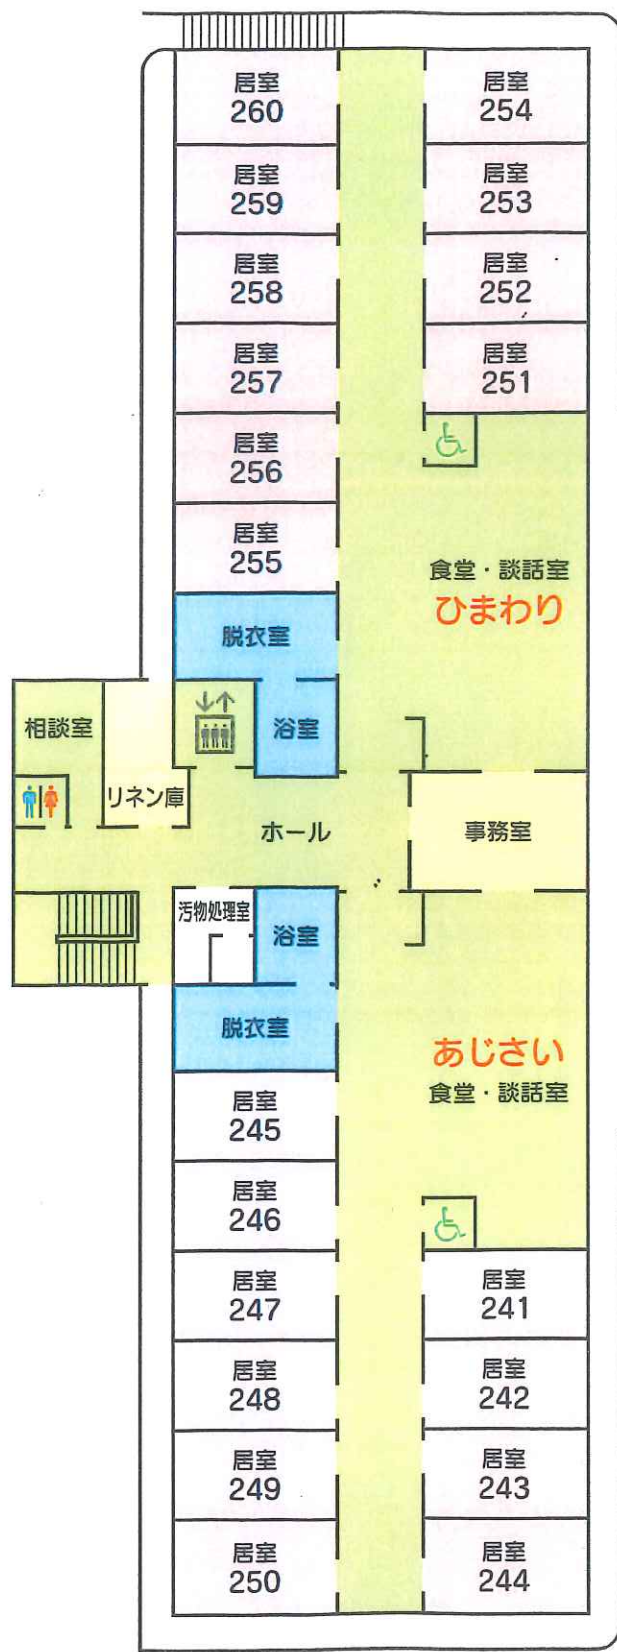 居室
260
居室
254
居室
259
居室
253
居室
258
居室
252
居室
257
居室
251
居室
256
居室
255
食堂・談話室
ひまわり
脱衣室
相談室
浴室
リネン庫
ホール
事務室
汚物処理室
浴室
脱衣室
あじさい
食堂・談話室
居室
245
居室
246
居室
247
居室
241
居室
248
居室
242
居室
249
居室
243
居室
250
居室
244